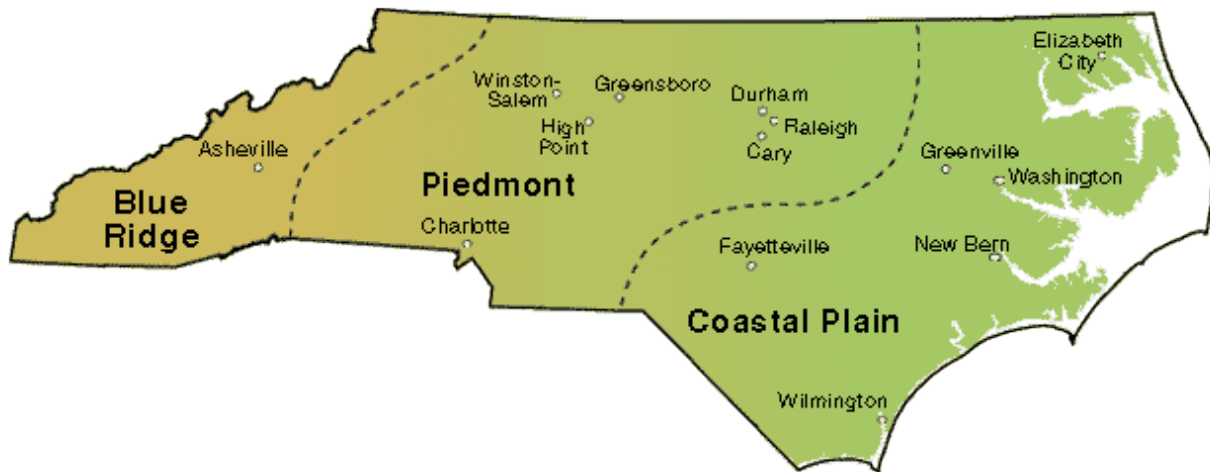 Elizabeth
City
Winston-
Salem
Greensboro
Durham
High
Point
Raleigh
Cary
Asheville
Greenville
Washington
Piedmont
Blue
Ridge
Charlotte
Fayetteville
New Bern
Coastal Plain
Wilmington